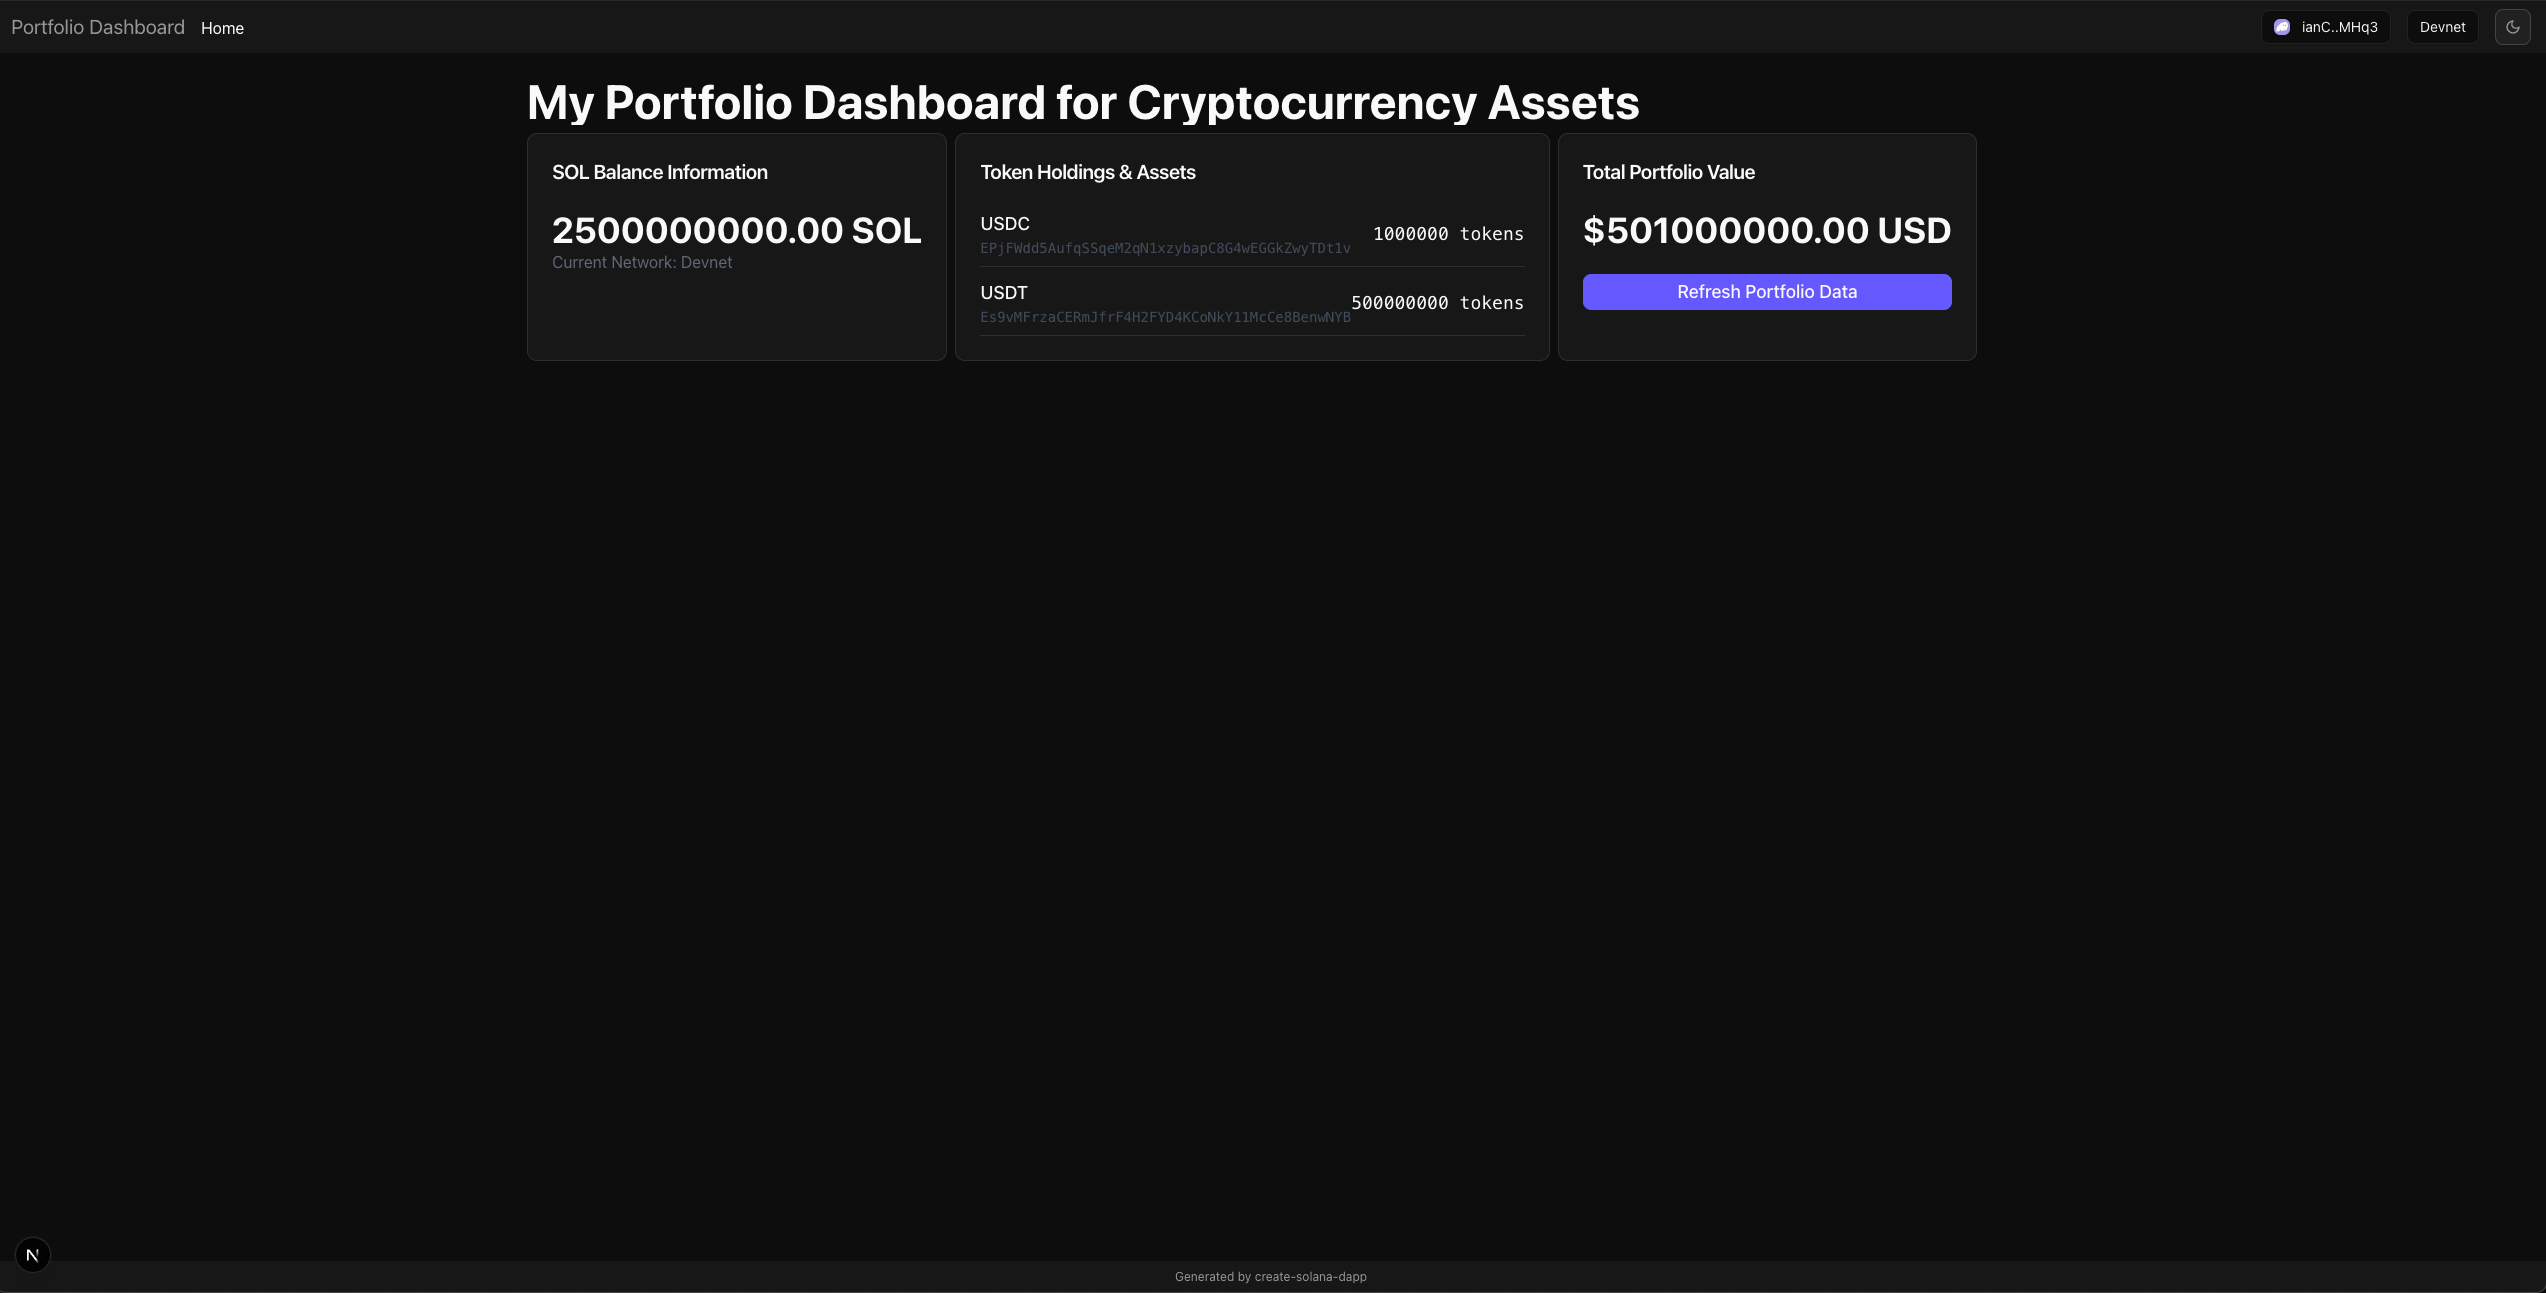 Portfolio Dashboard Home
ianC..MHq3 Devnet
My Portfolio Dashboard for Cryptocurrency Assets
SOL Balance Information
2500000000.00 SOL
Current Network: Devnet
Token Holdings & Assets
USDC
EPjFWdd5AufqSSqeM2qN1xzybapC8G4wEGGkZwyTDt1v
1000000 tokens
USDT
Es9vMFrzaCERmJfrF4H2FYD4KCoNkY11McCe8BenwNYB
500000000 tokens
Total Portfolio Value
$501000000.00 USD
Refresh Portfolio Data
N
Generated by create-solana-dapp